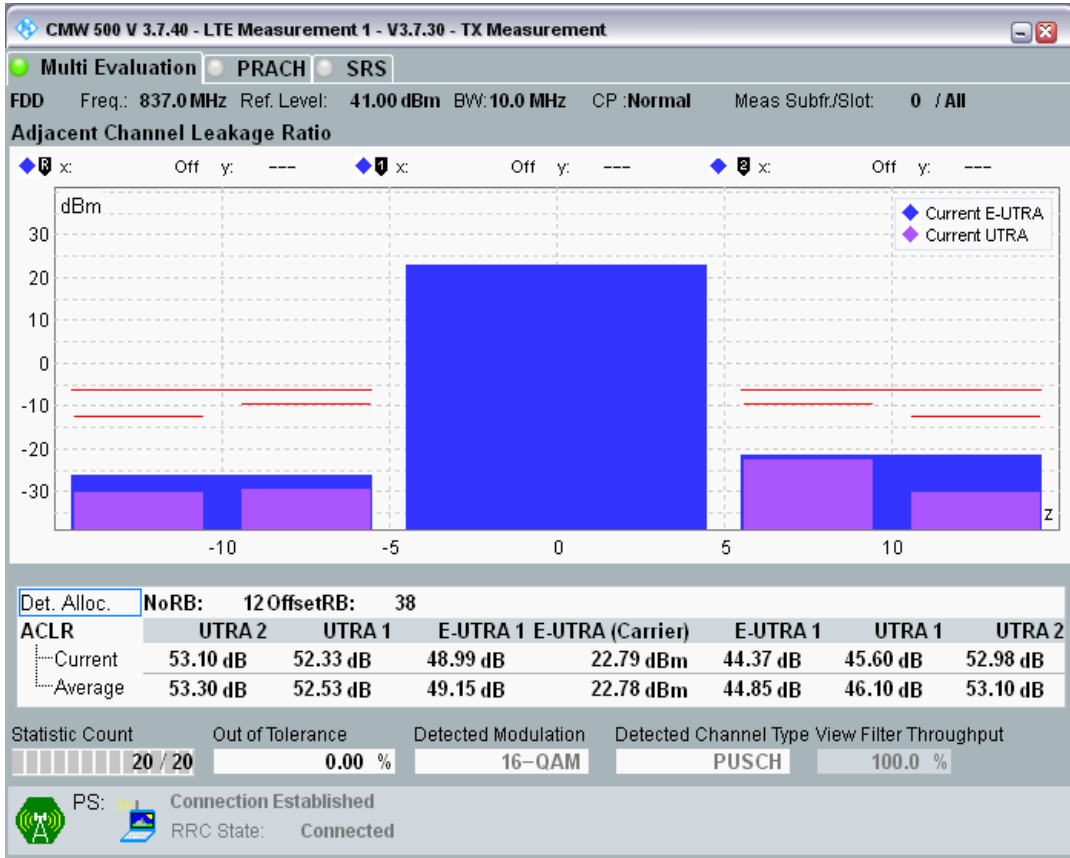 CMW 500 V 3.7.40 - LTE Measurement 1 - V3.7.30 - TX Measurement
Multi Evaluation PRACH SRS
FDD Freq.: 837.0 MHz Ref. Level: 41.00 dBm BW: 10.0 MHz CP :Normal Meas Subfr./Slot: 0 / All
Adjacent Channel Leakage Ratio
R x: Off y: --- 1 x: Off y: --- 2 x: Off y: ---
dBm
Current E-UTRA
Current UTRA
30
20
10
0
-10
-20
-30
z
-10 -5 0 5 10
Det. Alloc. NoRB: 12 OffsetRB: 38
ACLR UTRA 2 UTRA 1 E-UTRA 1 E-UTRA (Carrier) E-UTRA 1 UTRA 1 UTRA 2
Current 53.10 dB 52.33 dB 48.99 dB 22.79 dBm 44.37 dB 45.60 dB 52.98 dB
Average 53.30 dB 52.53 dB 49.15 dB 22.78 dBm 44.85 dB 46.10 dB 53.10 dB
Statistic Count Out of Tolerance Detected Modulation Detected Channel Type View Filter Throughput
20 / 20 0.00 % 16-QAM PUSCH 100.0 %
PS: Connection Established
RRC State: Connected